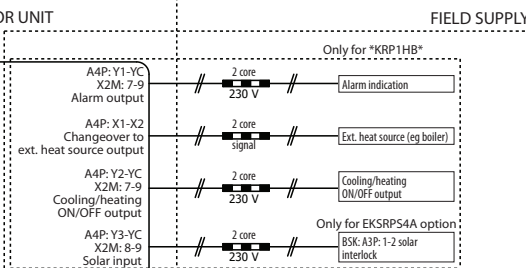 OR UNIT
FIELD SUPPLY
Only for *KRP1HB*
A4P: Y1-YC
X2M: 7-9
Alarm output
2 core
230 V
Alarm indication
A4P: X1-X2
Changeover to
ext. heat source output
2 core
signal
Ext. heat source (eg boiler)
A4P: Y2-YC
X2M: 7-9
Cooling/heating
ON/OFF output
2 core
230 V
Cooling/heating
ON/OFF output
Only for EKSRPS4A option
A4P: Y3-YC
X2M: 8-9
Solar input
2 core
230 V
BSK: A3P: 1-2 solar
interlock